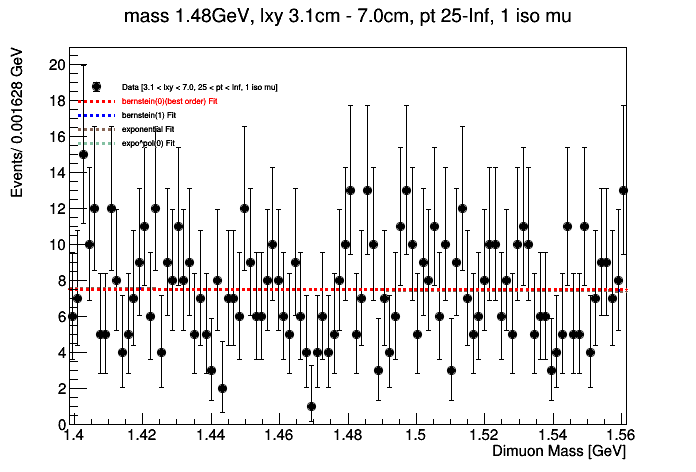 mass 1.48GeV, lxy 3.1cm - 7.0cm, pt 25-Inf, 1 iso mu
Events/ 0.001628 GeV
20
18
16
14
12
10
8
6
4
2
0
Data [3.1 < lxy < 7.0, 25 < pt < Inf, 1 iso mu]
bernstein(0)(best order) Fit
bernstein(1) Fit
exponential Fit
expo*pol(0) Fit
1.4 1.42 1.44 1.46 1.48 1.5 1.52 1.54 1.56
Dimuon Mass [GeV]